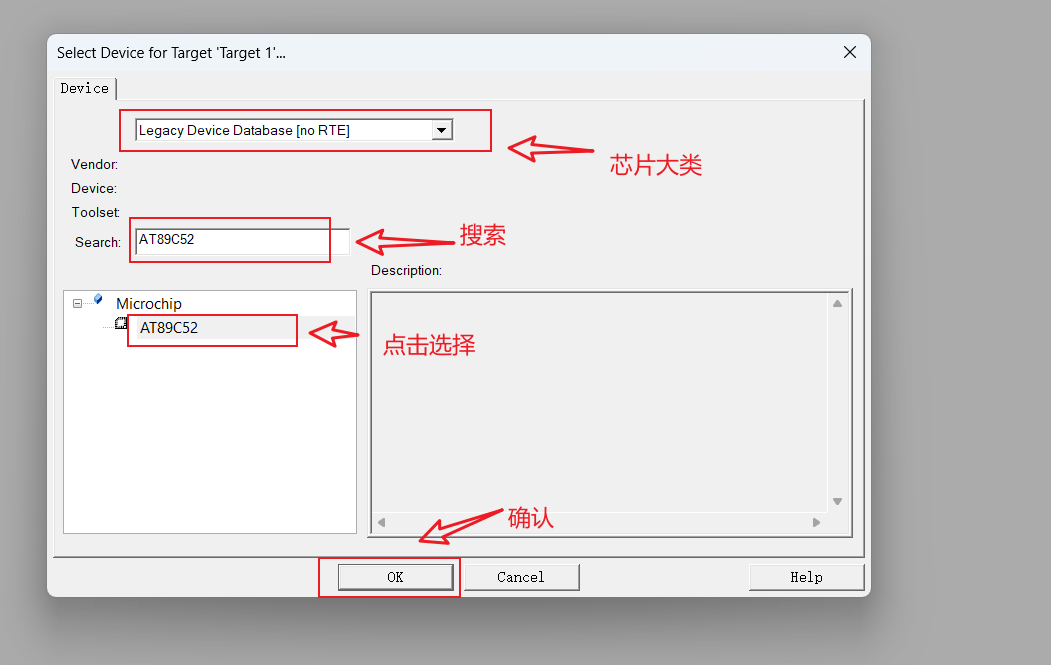 Select Device for Target 'Target 1'...
Device
Legacy Device Database [no RTE]
芯片大类
Vendor:
Device:
Toolset:
Search: AT89C52
搜索
Description:
Microchip
AT89C52
点击选择
确认
OK Cancel Help